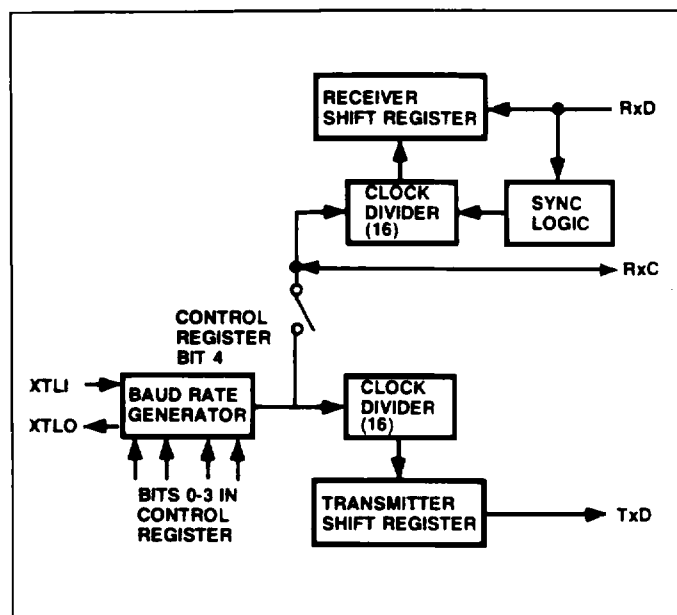 RECEIVER
SHIFT REGISTER
RxD
CLOCK
DIVIDER
(16)
SYNC
LOGIC
RxC
CONTROL
REGISTER
BIT 4
XTLI
XTLO
BAUD RATE
GENERATOR
CLOCK
DIVIDER
(16)
BITS 0-3 IN
CONTROL
REGISTER
TRANSMITTER
SHIFT REGISTER
TxD